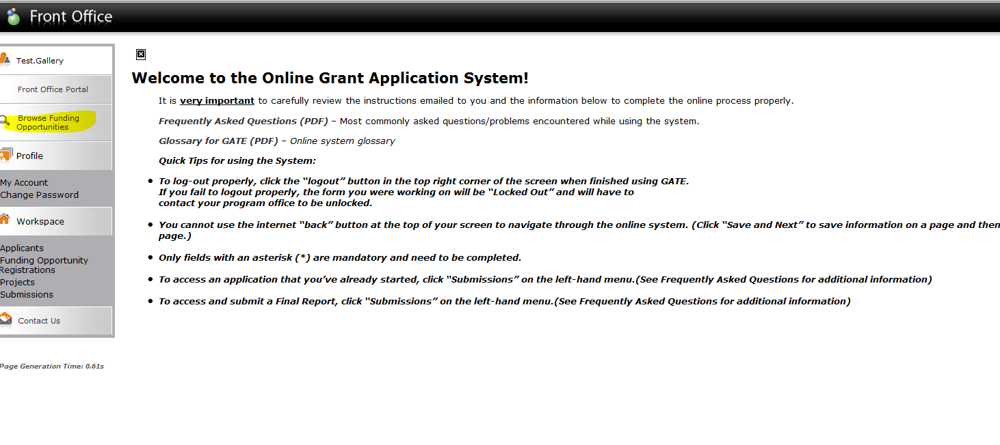 Front Office
Test.Gallery
Front Office Portal
Browse Funding
Opportunities
Profile
My Account
Change Password
Workspace
Applicants
Funding Opportunity
Registrations
Projects
Submissions
Contact Us
Page Generation Time: 0.61s
Welcome to the Online Grant Application System!
It is very important to carefully review the instructions emailed to you and the information below to complete the online process properly.
Frequently Asked Questions (PDF) – Most commonly asked questions/problems encountered while using the system.
Glossary for GATE (PDF) – Online system glossary
Quick Tips for using the System:
• To log-out properly, click the “logout” button in the top right corner of the screen when finished using GATE.
If you fail to logout properly, the form you were working on will be “Locked Out” and will have to
contact your program office to be unlocked.
• You cannot use the internet “back” button at the top of your screen to navigate through the online system. (Click “Save and Next” to save information on a page and then
page.)
• Only fields with an asterisk (*) are mandatory and need to be completed.
• To access an application that you’ve already started, click “Submissions” on the left-hand menu.(See Frequently Asked Questions for additional information)
• To access and submit a Final Report, click “Submissions” on the left-hand menu.(See Frequently Asked Questions for additional information)